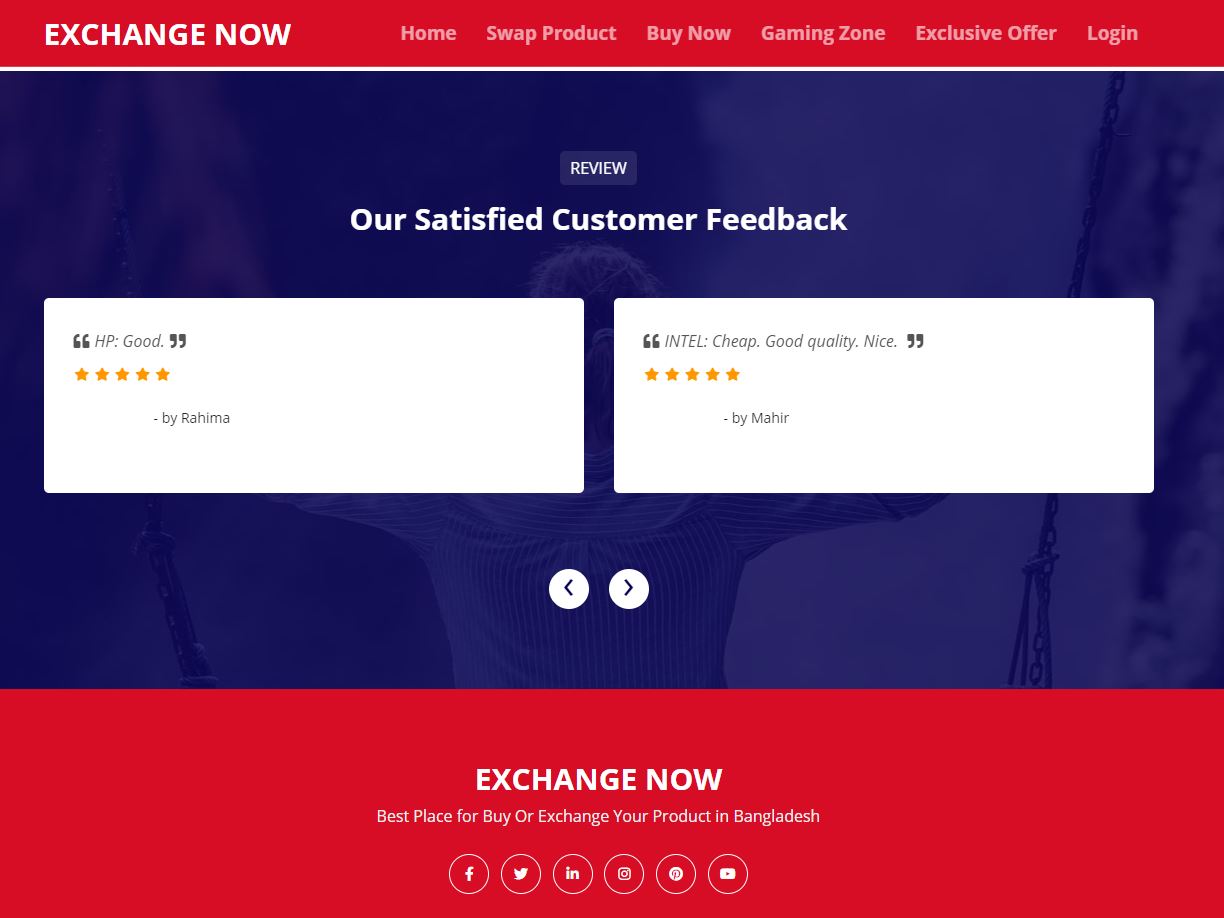 EXCHANGE NOW
Home Swap Product Buy Now Gaming Zone Exclusive Offer Login
REVIEW
Our Satisfied Customer Feedback
“ HP: Good. ”
- by Rahima
“ INTEL: Cheap. Good quality. Nice. ”
- by Mahir
EXCHANGE NOW
Best Place for Buy Or Exchange Your Product in Bangladesh